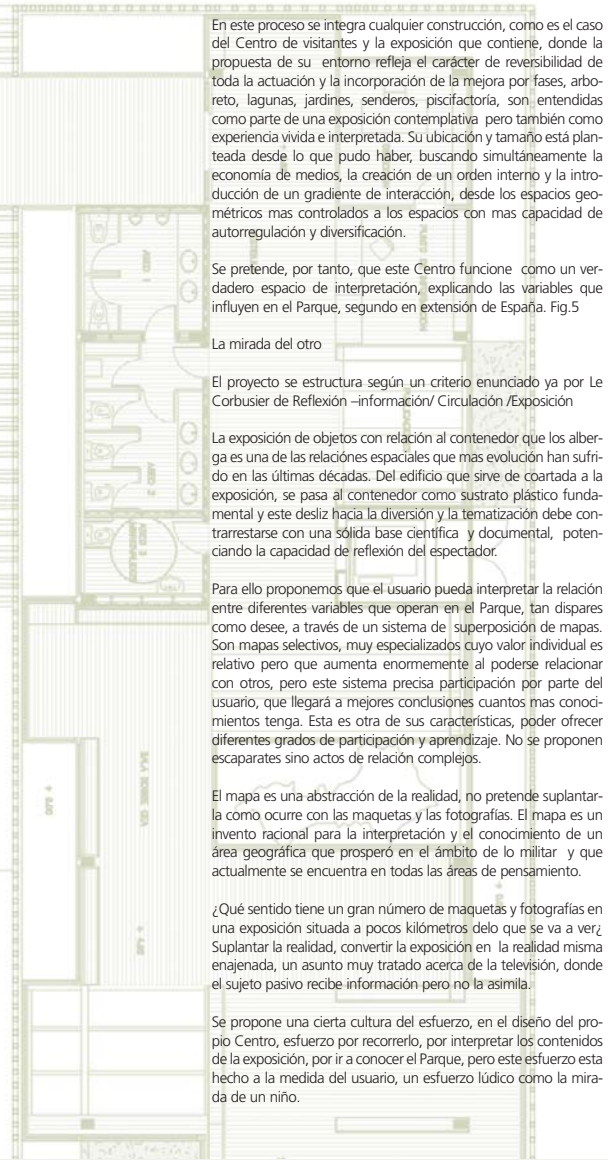 En este proceso se integra cualquier construcción, como es el caso
del Centro de visitantes y la exposición que contiene, donde la
propuesta de su entorno refleja el carácter de reversibilidad de
toda la actuación y la incorporación de la mejora por fases, arbo-
reto, lagunas, jardines, senderos, piscifactoría, son entendidas
como parte de una exposición contemplativa pero también como
experiencia vivida e interpretada. Su ubicación y tamaño está plan-
teada desde lo que pudo haber, buscando simultáneamente la
economía de medios, la creación de un orden interno y la intro-
ducción de un gradiente de interacción, desde los espacios geo-
métricos mas controlados a los espacios con mas capacidad de
autorregulación y diversificación.
Se pretende, por tanto, que este Centro funcione como un ver-
dadero espacio de interpretación, explicando las variables que
influyen en el Parque, segundo en extensión de España. Fig.5
La mirada del otro
El proyecto se estructura según un criterio enunciado ya por Le
Corbusier de Reflexión –información/ Circulación /Exposición
La exposición de objetos con relación al contenedor que los alber-
ga es una de las relaciónes espaciales que mas evolución han sufri-
do en las últimas décadas. Del edificio que sirve de coartada a la
exposición, se pasa al contenedor como sustrato plástico funda-
mental y este desliz hacia la diversión y la tematización debe con-
trarrestarse con una sólida base científica y documental, poten-
ciando la capacidad de reflexión del espectador.
Para ello proponemos que el usuario pueda interpretar la relación
entre diferentes variables que operan en el Parque, tan dispares
como desee, a través de un sistema de superposición de mapas.
Son mapas selectivos, muy especializados cuyo valor individual es
relativo pero que aumenta enormemente al poderse relacionar
con otros, pero este sistema precisa participación por parte del
usuario, que llegará a mejores conclusiones cuantos mas conoci-
mientos tenga. Esta es otra de sus características, poder ofrecer
diferentes grados de participación y aprendizaje. No se proponen
escaparates sino actos de relación complejos.
El mapa es una abstracción de la realidad, no pretende suplantar-
la como ocurre con las maquetas y las fotografías. El mapa es un
invento racional para la interpretación y el conocimiento de un
área geográfica que prosperó en el ámbito de lo militar y que
actualmente se encuentra en todas las áreas de pensamiento.
¿Qué sentido tiene un gran número de maquetas y fotografías en
una exposición situada a pocos kilómetros delo que se va a ver¿
Suplantar la realidad, convertir la exposición en la realidad misma
enajenada, un asunto muy tratado acerca de la televisión, donde
el sujeto pasivo recibe información pero no la asimila.
Se propone una cierta cultura del esfuerzo, en el diseño del pro-
pio Centro, esfuerzo por recorrerlo, por interpretar los contenidos
de la exposición, por ir a conocer el Parque, pero este esfuerzo esta
hecho a la medida del usuario, un esfuerzo lúdico como la mira-
da de un niño.
ASEO 1
ASEO 2